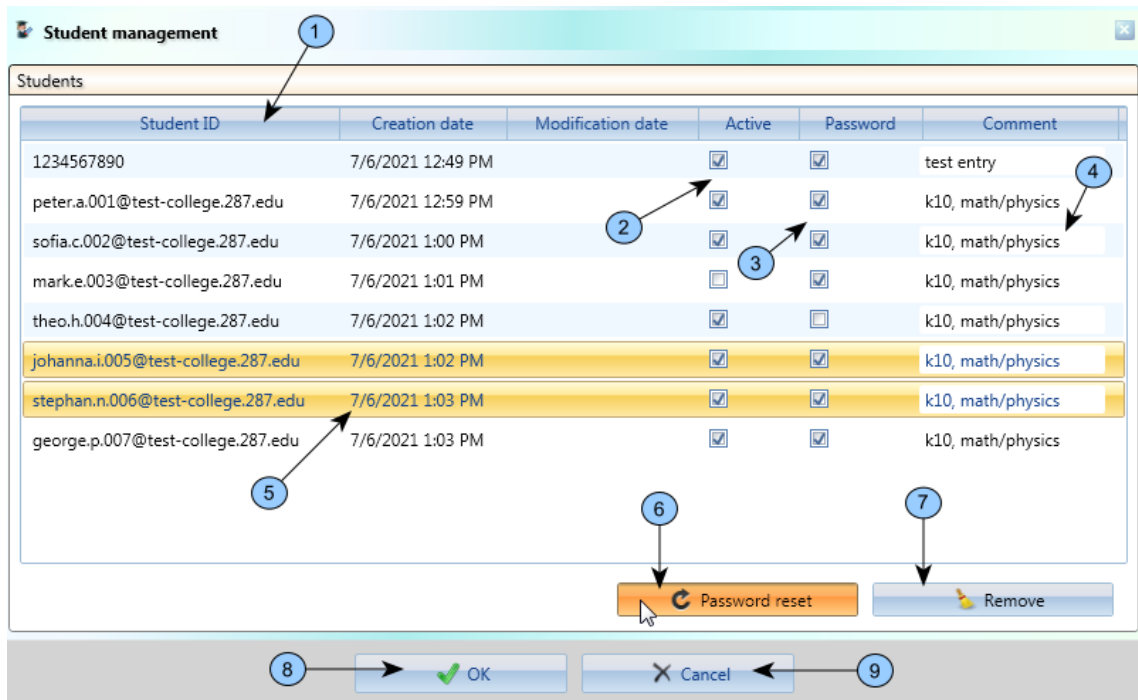 Student management 1
Students
Student ID Creation date Modification date Active Password Comment
1234567890 7/6/2021 12:49 PM test entry
4
peter.a.001@test-college.287.edu 7/6/2021 12:59 PM k10, math/physics
2
sofia.c.002@test-college.287.edu 7/6/2021 1:00 PM k10, math/physics
3
mark.e.003@test-college.287.edu 7/6/2021 1:01 PM k10, math/physics
theo.h.004@test-college.287.edu 7/6/2021 1:02 PM k10, math/physics
johanna.i.005@test-college.287.edu 7/6/2021 1:02 PM k10, math/physics
stephan.n.006@test-college.287.edu 7/6/2021 1:03 PM k10, math/physics
george.p.007@test-college.287.edu 7/6/2021 1:03 PM k10, math/physics
5
6 7
Password reset Remove
8 OK Cancel 9